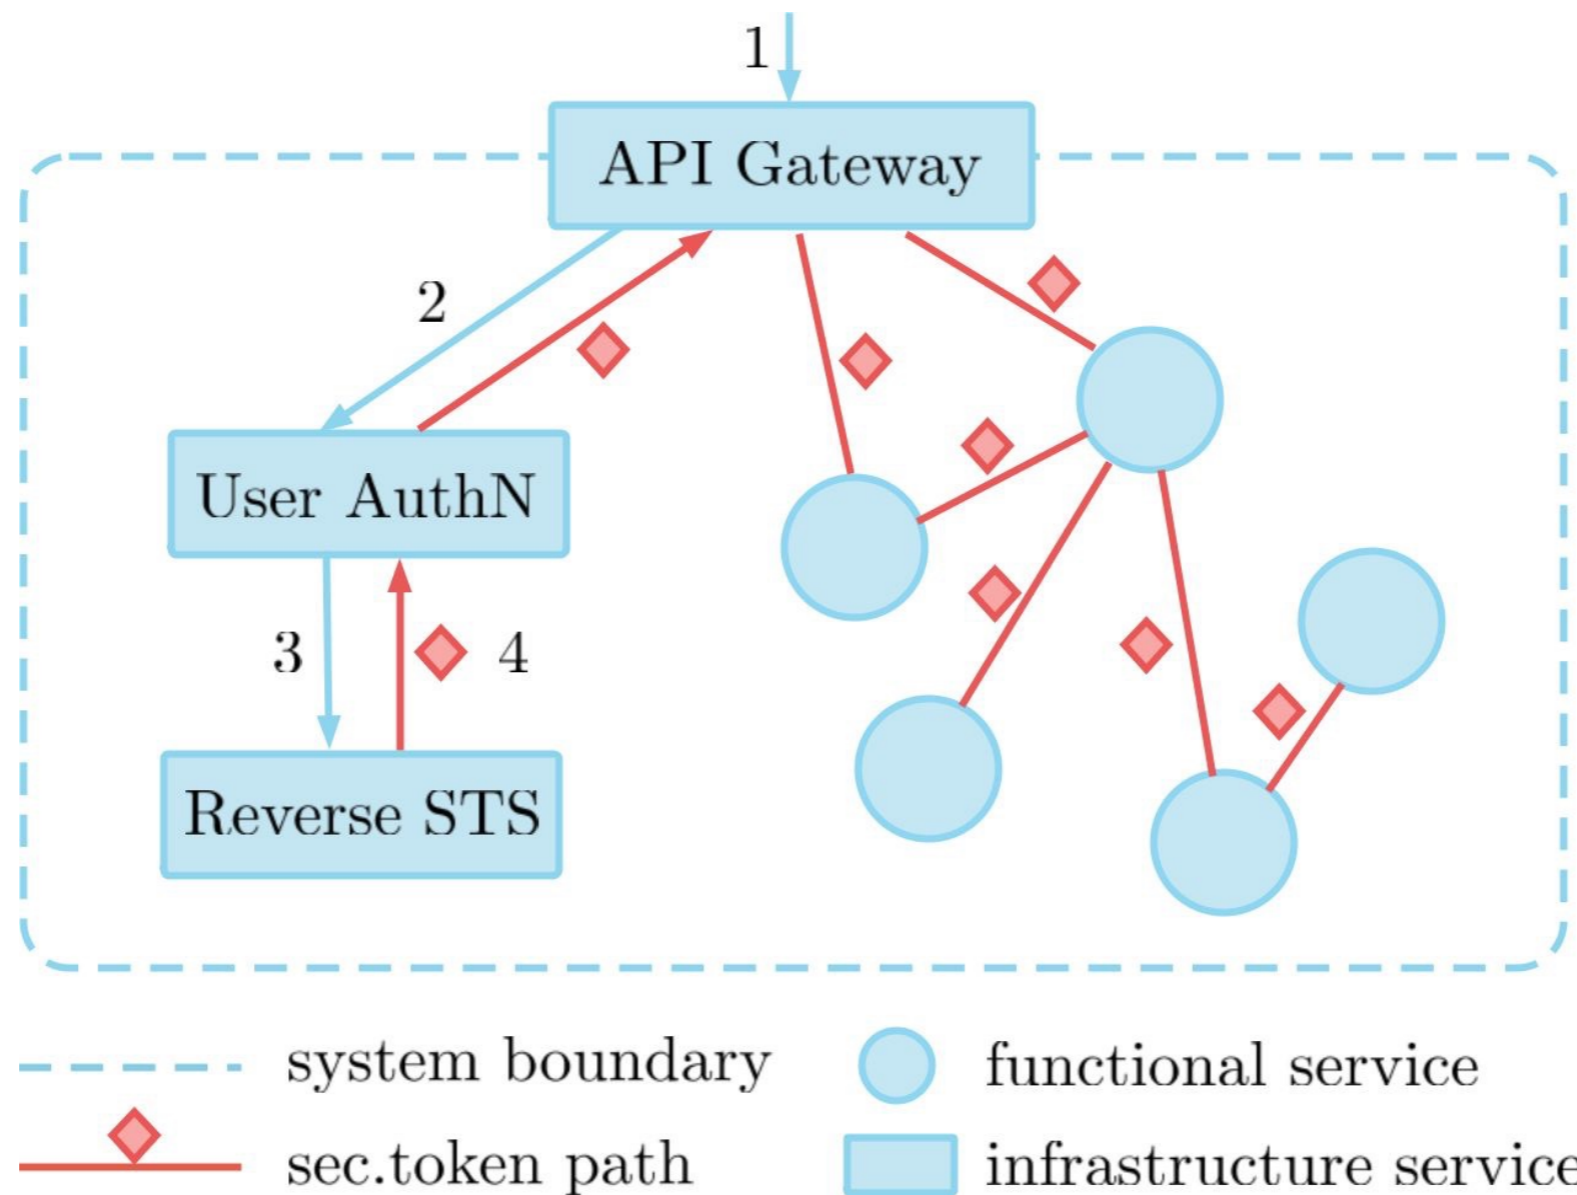 1
API Gateway
2
User AuthN
3
4
Reverse STS
system boundary
functional service
sec.token path
infrastructure service